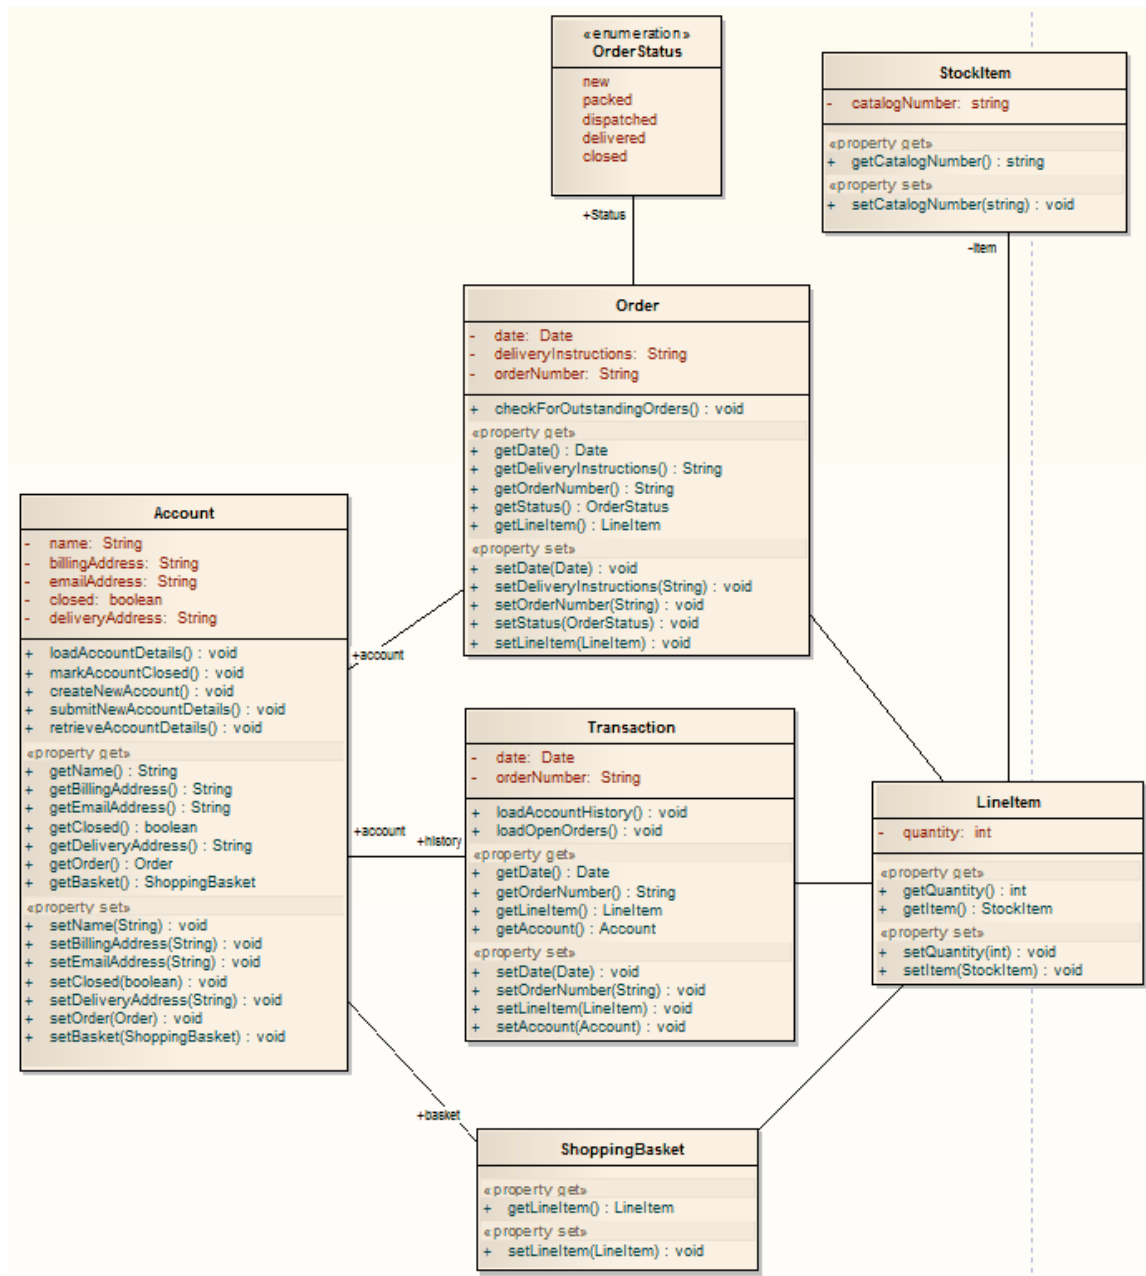 «enumeration»
OrderStatus
new
packed
dispatched
delivered
closed
+Status
StockItem
- catalogNumber: string
«property get»
+ getCatalogNumber() : string
«property set»
+ setCatalogNumber(string) : void
-Item
Order
- date: Date
- deliveryInstructions: String
- orderNumber: String
+ checkForOutstandingOrders() : void
«property get»
+ getDate() : Date
+ getDeliveryInstructions() : String
+ getOrderNumber() : String
+ getStatus() : OrderStatus
+ getLineItem() : LineItem
«property set»
+ setDate(Date) : void
+ setDeliveryInstructions(String) : void
+ setOrderNumber(String) : void
+ setStatus(OrderStatus) : void
+ setLineItem(LineItem) : void
Account
- name: String
- billingAddress: String
- emailAddress: String
- closed: boolean
- deliveryAddress: String
+ loadAccountDetails() : void
+ markAccountClosed() : void
+ createNewAccount() : void
+ submitNewAccountDetails() : void
+ retrieveAccountDetails() : void
«property get»
+ getName() : String
+ getBillingAddress() : String
+ getEmailAddress() : String
+ getClosed() : boolean
+ getDeliveryAddress() : String
+ getOrder() : Order
+ getBasket() : ShoppingBasket
«property set»
+ setName(String) : void
+ setBillingAddress(String) : void
+ setEmailAddress(String) : void
+ setClosed(boolean) : void
+ setDeliveryAddress(String) : void
+ setOrder(Order) : void
+ setBasket(ShoppingBasket) : void
+account
+account
+history
+basket
Transaction
- date: Date
- orderNumber: String
+ loadAccountHistory() : void
+ loadOpenOrders() : void
«property get»
+ getDate() : Date
+ getOrderNumber() : String
+ getLineItem() : LineItem
+ getAccount() : Account
«property set»
+ setDate(Date) : void
+ setOrderNumber(String) : void
+ setLineItem(LineItem) : void
+ setAccount(Account) : void
LineItem
- quantity: int
«property get»
+ getQuantity() : int
+ getItem() : StockItem
«property set»
+ setQuantity(int) : void
+ setItem(StockItem) : void
ShoppingBasket
«property get»
+ getLineItem() : LineItem
«property set»
+ setLineItem(LineItem) : void